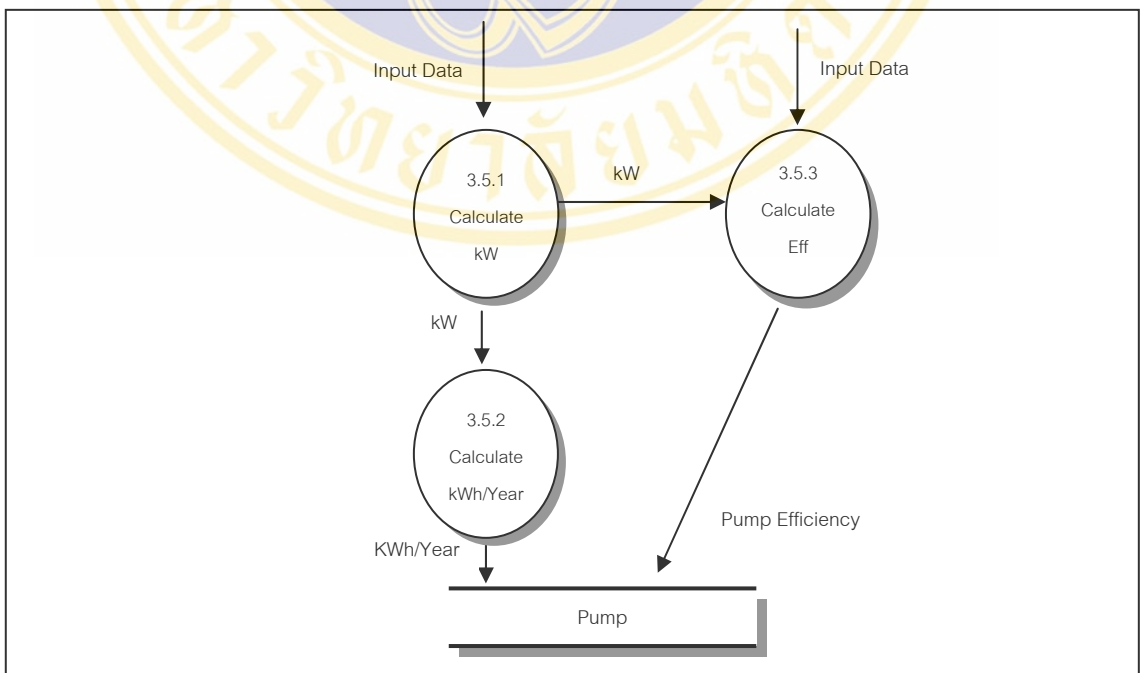 Input Data
Input Data
3.5.1
Calculate
kW
kW
3.5.3
Calculate
Eff
kW
3.5.2
Calculate
kWh/Year
Pump Efficiency
KWh/Year
Pump